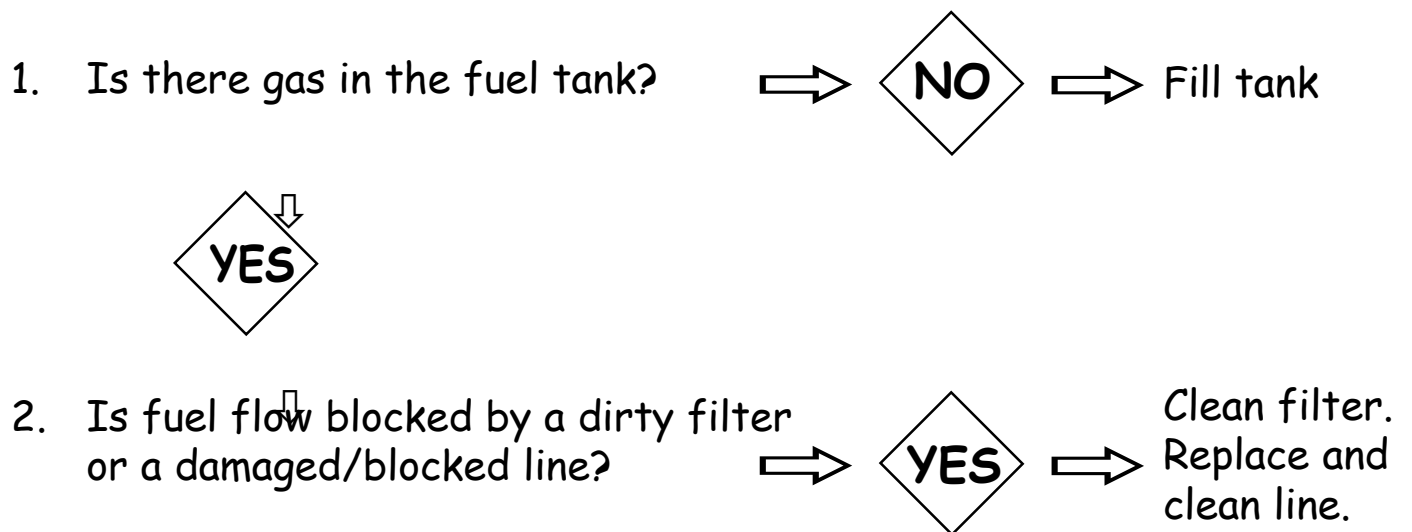 1. Is there gas in the fuel tank? NO Fill tank
YES
2. Is fuel flow blocked by a dirty filter
or a damaged/blocked line? YES
Clean filter.
Replace and
clean line.